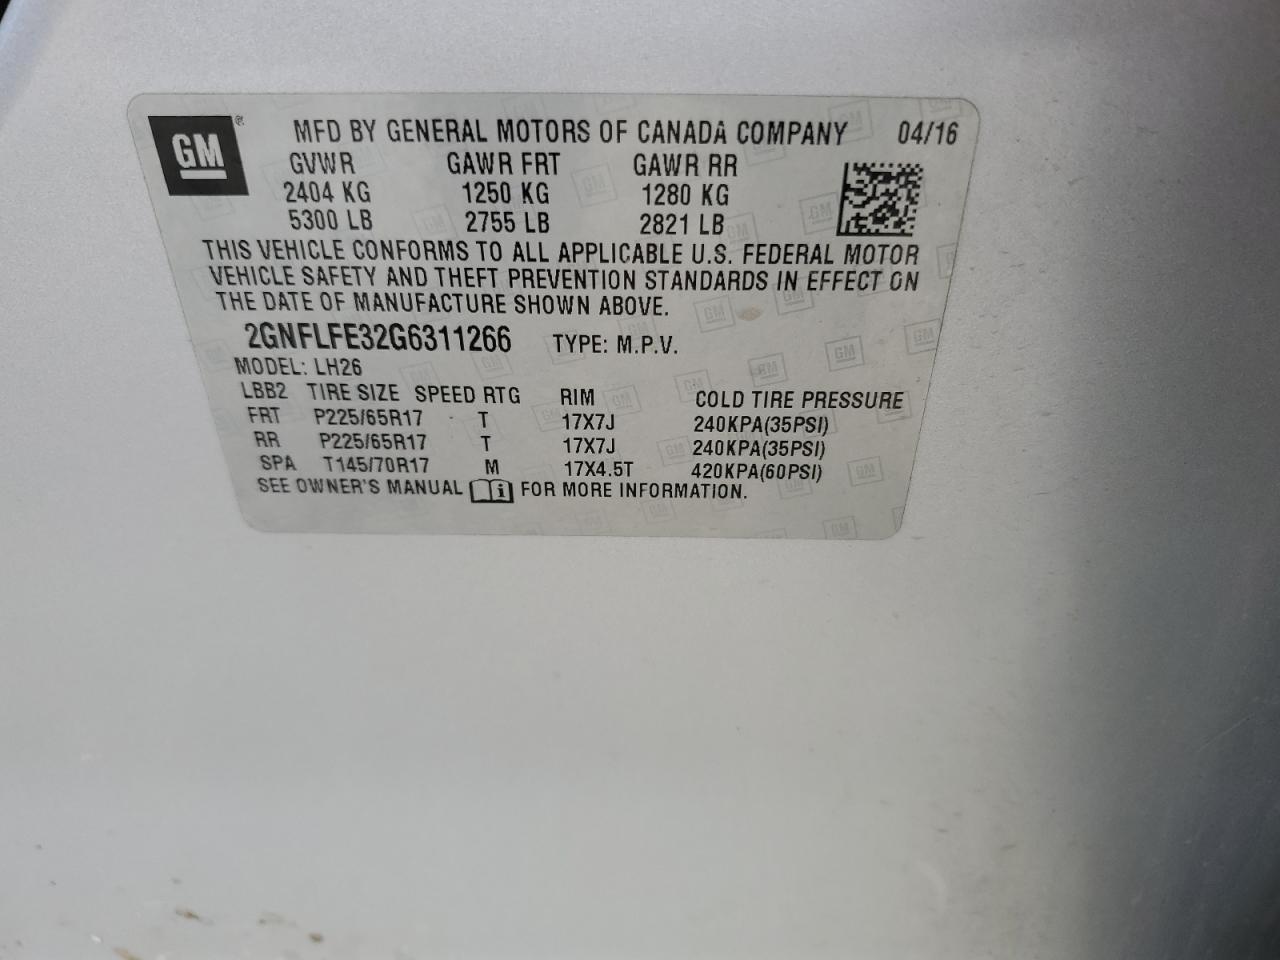 GM®
MFD BY GENERAL MOTORS OF CANADA COMPANY 04/16
GVWR GAWR FRT GAWR RR
2404 KG 1250 KG 1280 KG
5300 LB 2755 LB 2821 LB
THIS VEHICLE CONFORMS TO ALL APPLICABLE U.S. FEDERAL MOTOR
VEHICLE SAFETY AND THEFT PREVENTION STANDARDS IN EFFECT ON
THE DATE OF MANUFACTURE SHOWN ABOVE.
2GNFLFE32G6311266 TYPE: M.P.V.
MODEL: LH26
LBB2 TIRE SIZE SPEED RTG RIM COLD TIRE PRESSURE
FRT P225/65R17 T 17X7J 240KPA(35PSI)
RR P225/65R17 T 17X7J 240KPA(35PSI)
SPA T145/70R17 M 17X4.5T 420KPA(60PSI)
SEE OWNER'S MANUAL i FOR MORE INFORMATION.